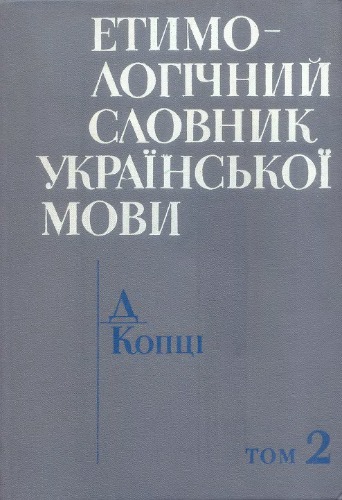 ЕТИМО-
ЛОГІЧНИЙ
СЛОВНИК
УКРАЇНСЬКОЇ
МОВИ
Д
Копці
том 2